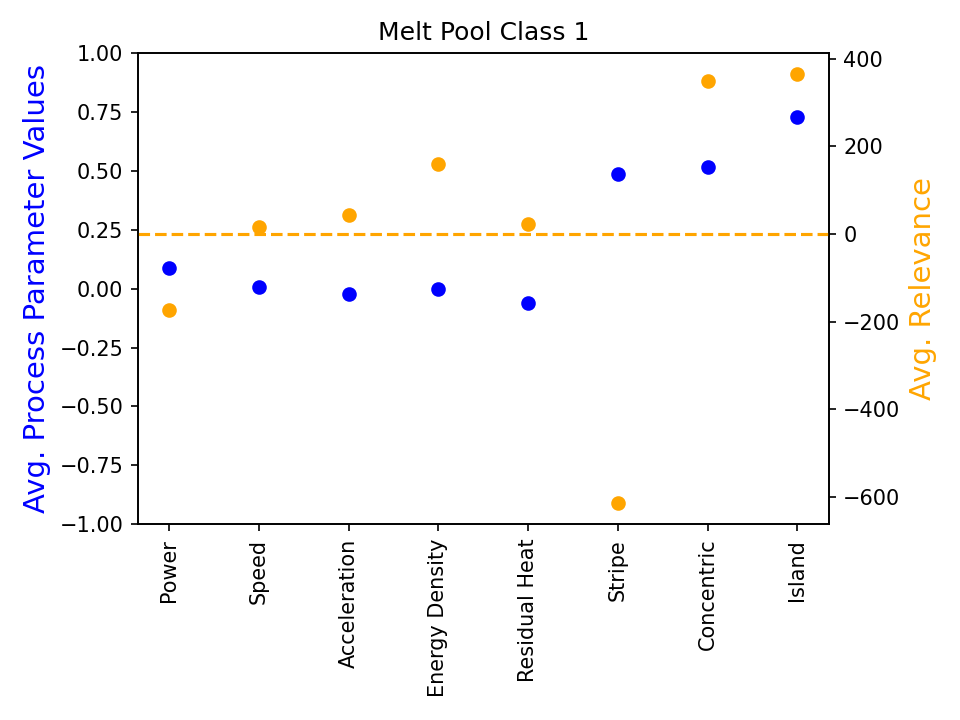 Melt Pool Class 1
Avg. Process Parameter Values
1.00
0.75
0.50
0.25
0.00
−0.25
−0.50
−0.75
−1.00
400
200
0
−200
−400
−600
Avg. Relevance
Power
Speed
Acceleration
Energy Density
Residual Heat
Stripe
Concentric
Island